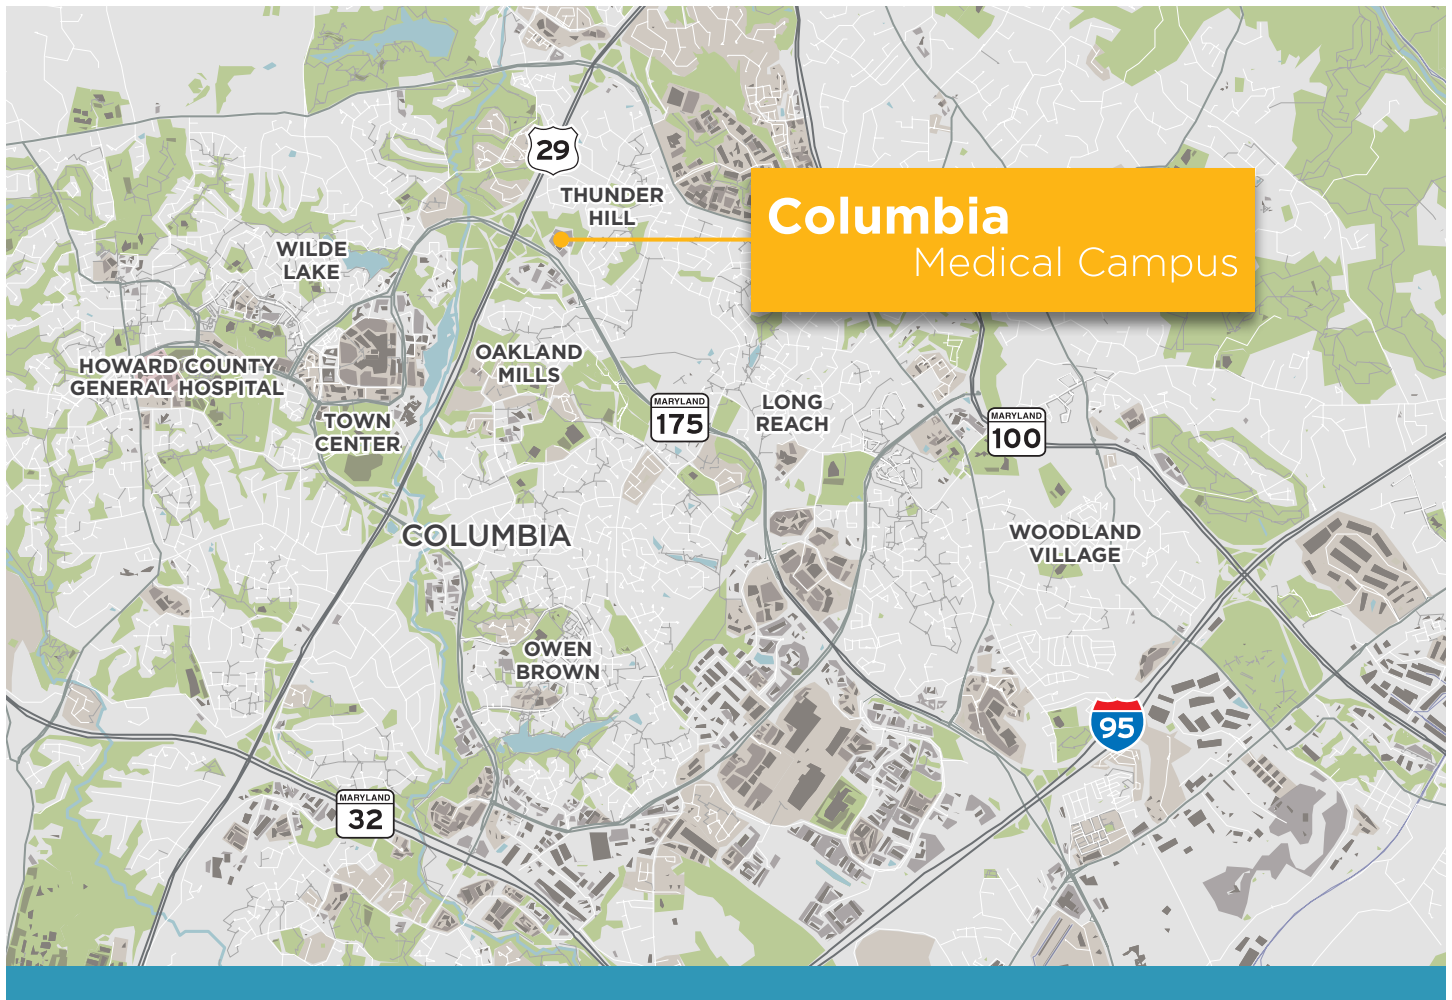 29
THUNDER
HILL
Columbia
Medical Campus
WILDE
LAKE
OAKLAND
MILLS
HOWARD COUNTY
GENERAL HOSPITAL
TOWN
CENTER
MARYLAND
175
LONG
REACH
MARYLAND
100
COLUMBIA
WOODLAND
VILLAGE
OWEN
BROWN
95
MARYLAND
32